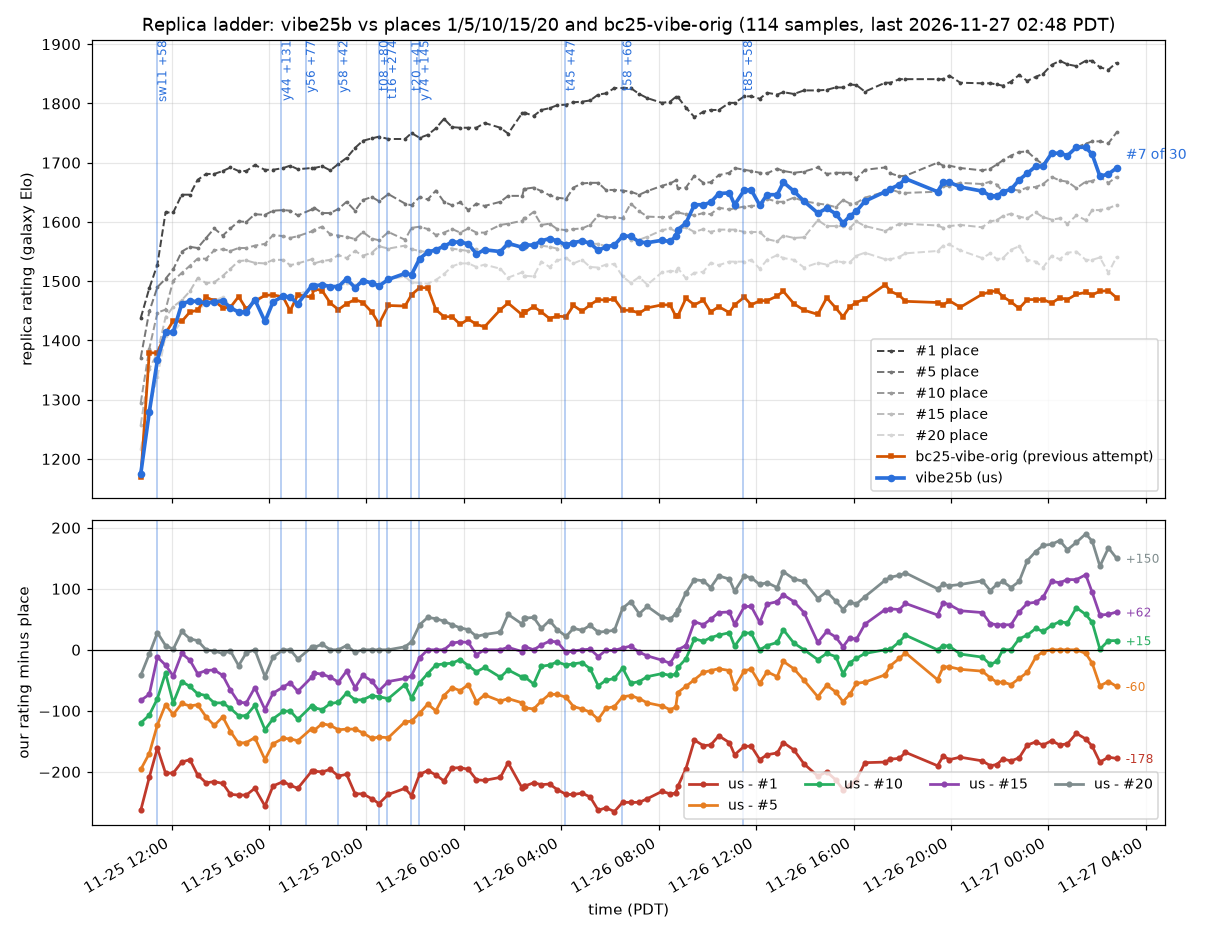 Replica ladder: vibe25b vs places 1/5/10/15/20 and bc25-vibe-orig (114 samples, last 2026-11-27 02:48 PDT)
sw11 +58
y44 +131
y56 +77
y58 +42
t08 +80
t16 +274
t20 +41
y74 +145
t45 +47
t58 +66
t85 +58
1900
1800
1700
1600
1500
1400
1300
1200
replica rating (galaxy Elo)
#7 of 30
#1 place
#5 place
#10 place
#15 place
#20 place
bc25-vibe-orig (previous attempt)
vibe25b (us)
200
100
0
−100
−200
our rating minus place
+150
+62
+15
-60
-178
us - #1
us - #5
us - #10
us - #15
us - #20
11-25 12:00
11-25 16:00
11-25 20:00
11-26 00:00
11-26 04:00
11-26 08:00
11-26 12:00
11-26 16:00
11-26 20:00
11-27 00:00
11-27 04:00
time (PDT)